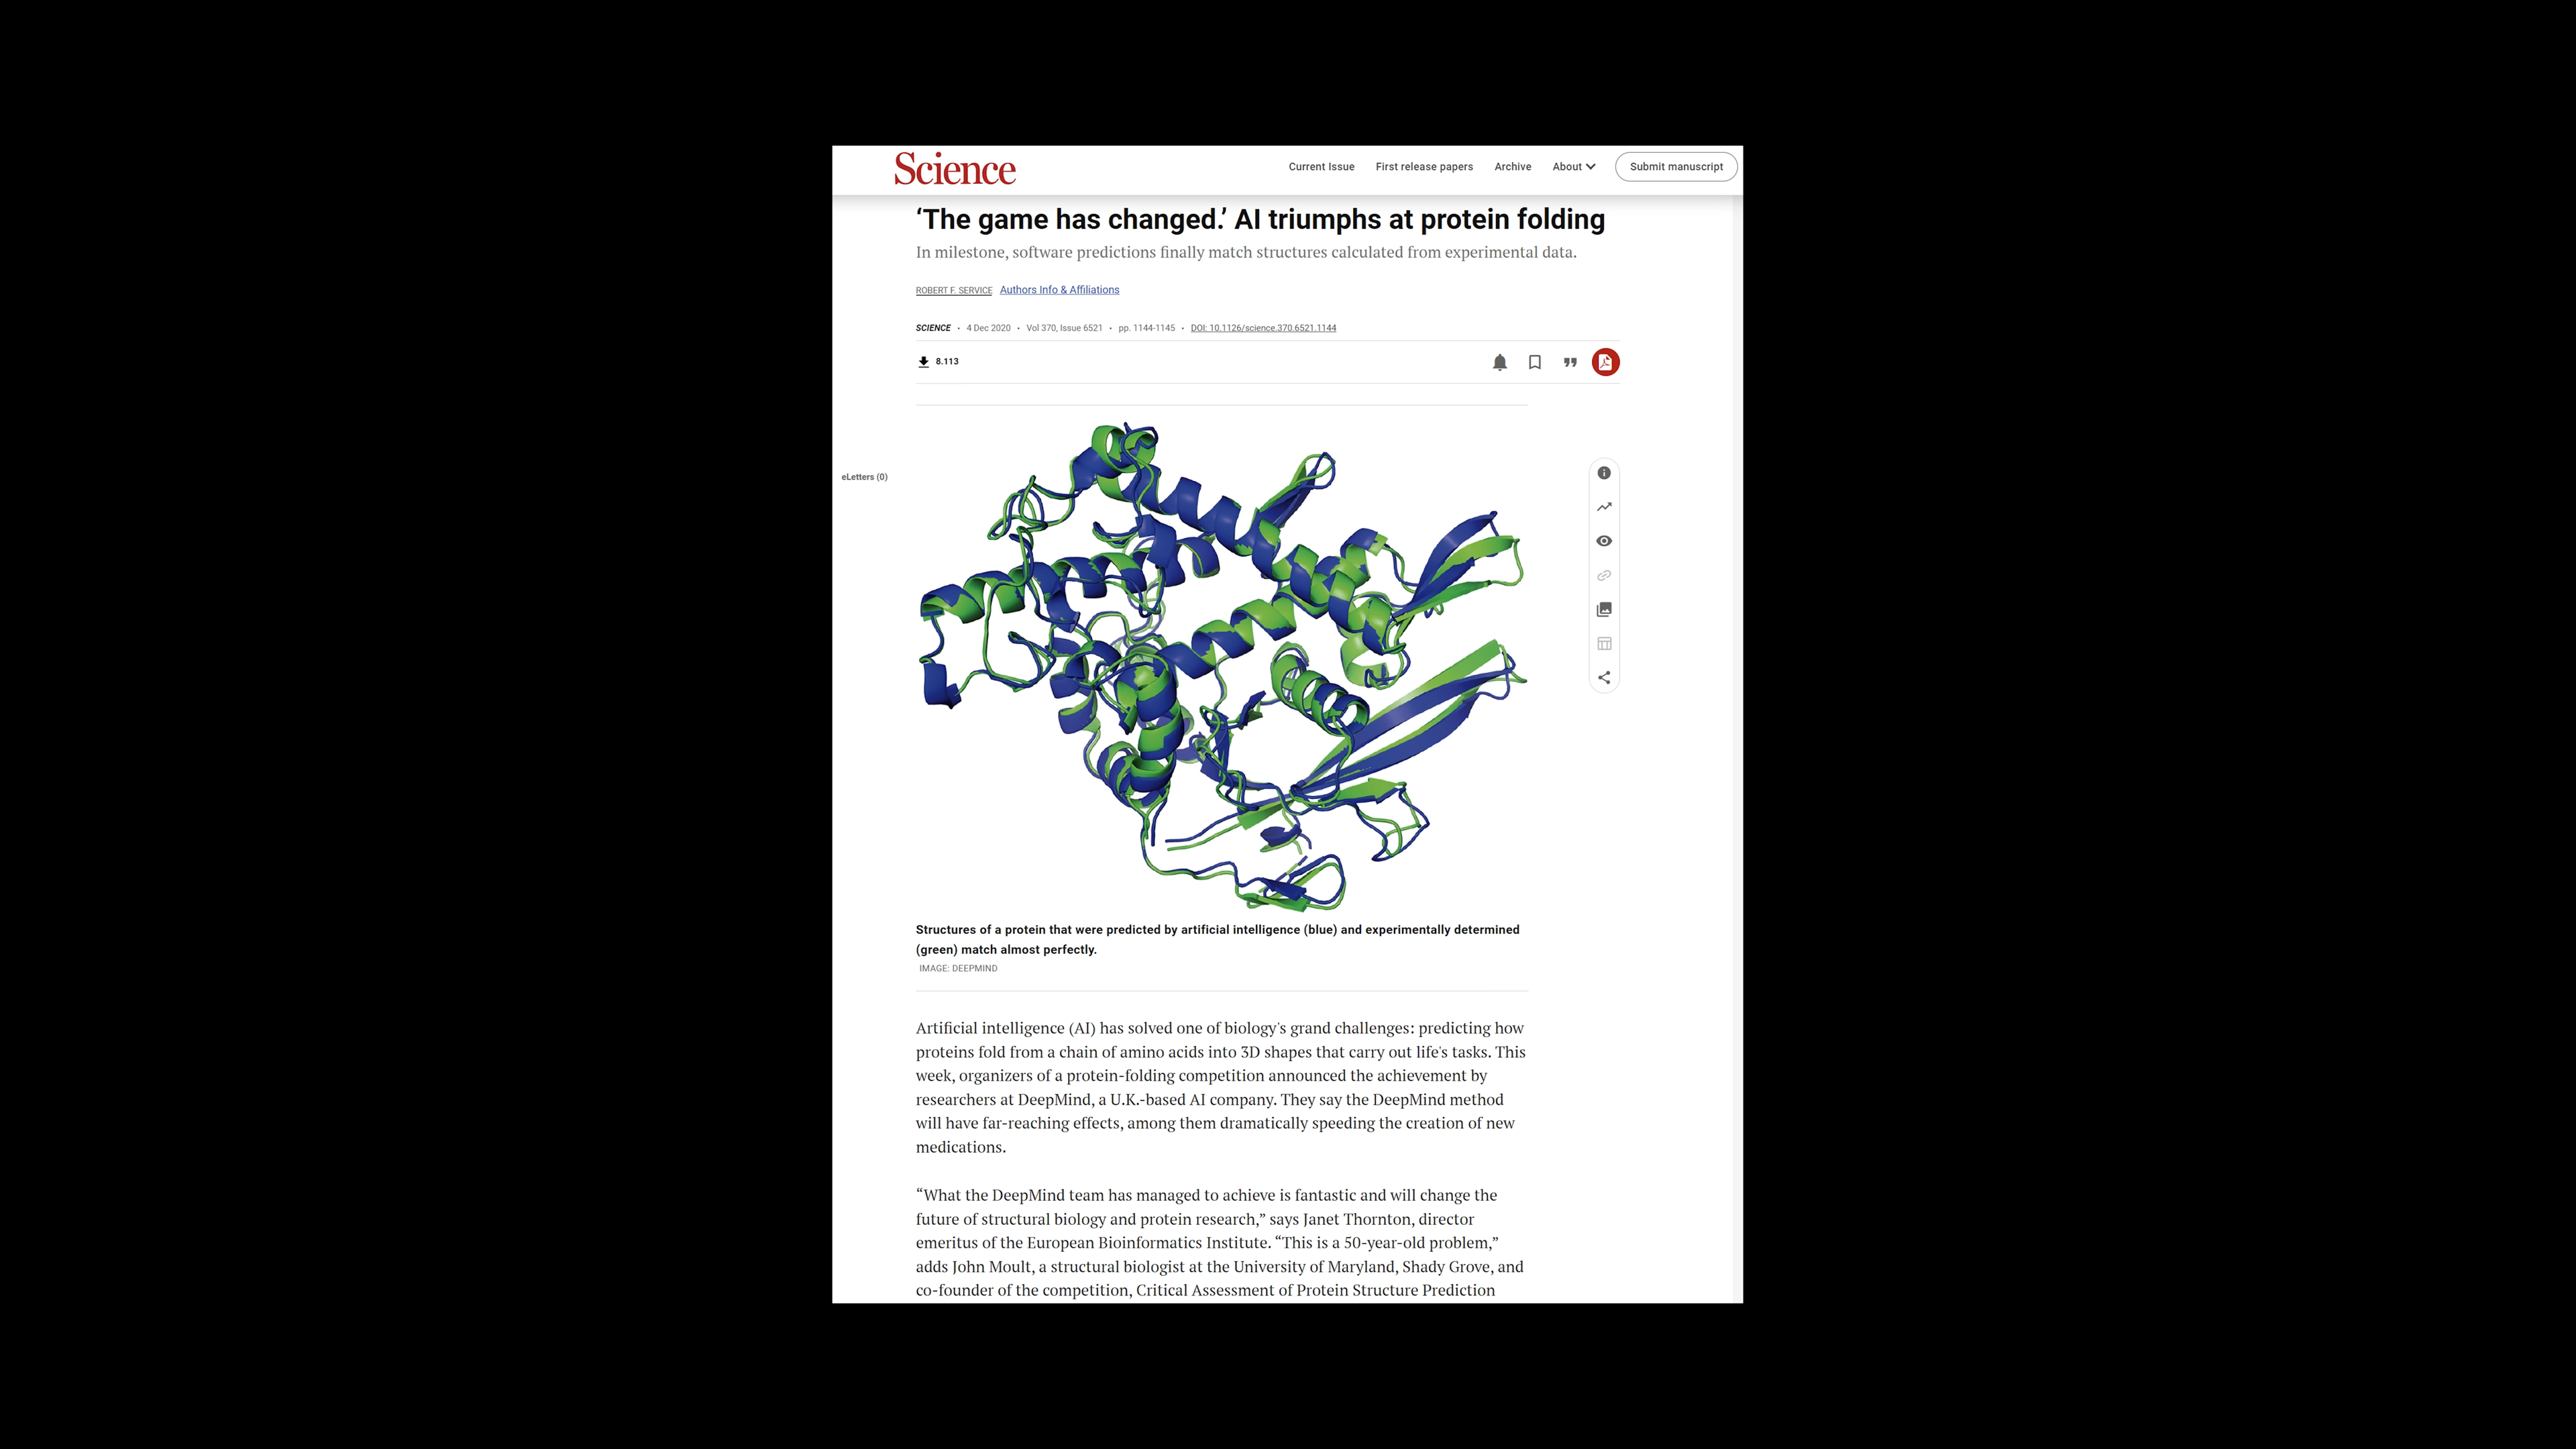 Science
Current Issue First release papers Archive About Submit manuscript
‘The game has changed.’ AI triumphs at protein folding
In milestone, software predictions finally match structures calculated from experimental data.
ROBERT F. SERVICE Authors Info & Affiliations
SCIENCE • 4 Dec 2020 • Vol 370, Issue 6521 • pp. 1144-1145 • DOI: 10.1126/science.370.6521.1144
8.113
eLetters (0)
Structures of a protein that were predicted by artificial intelligence (blue) and experimentally determined
(green) match almost perfectly.
IMAGE: DEEPMIND
Artificial intelligence (AI) has solved one of biology's grand challenges: predicting how
proteins fold from a chain of amino acids into 3D shapes that carry out life's tasks. This
week, organizers of a protein-folding competition announced the achievement by
researchers at DeepMind, a U.K.-based AI company. They say the DeepMind method
will have far-reaching effects, among them dramatically speeding the creation of new
medications.
“What the DeepMind team has managed to achieve is fantastic and will change the
future of structural biology and protein research,” says Janet Thornton, director
emeritus of the European Bioinformatics Institute. “This is a 50-year-old problem,”
adds John Moult, a structural biologist at the University of Maryland, Shady Grove, and
co-founder of the competition, Critical Assessment of Protein Structure Prediction